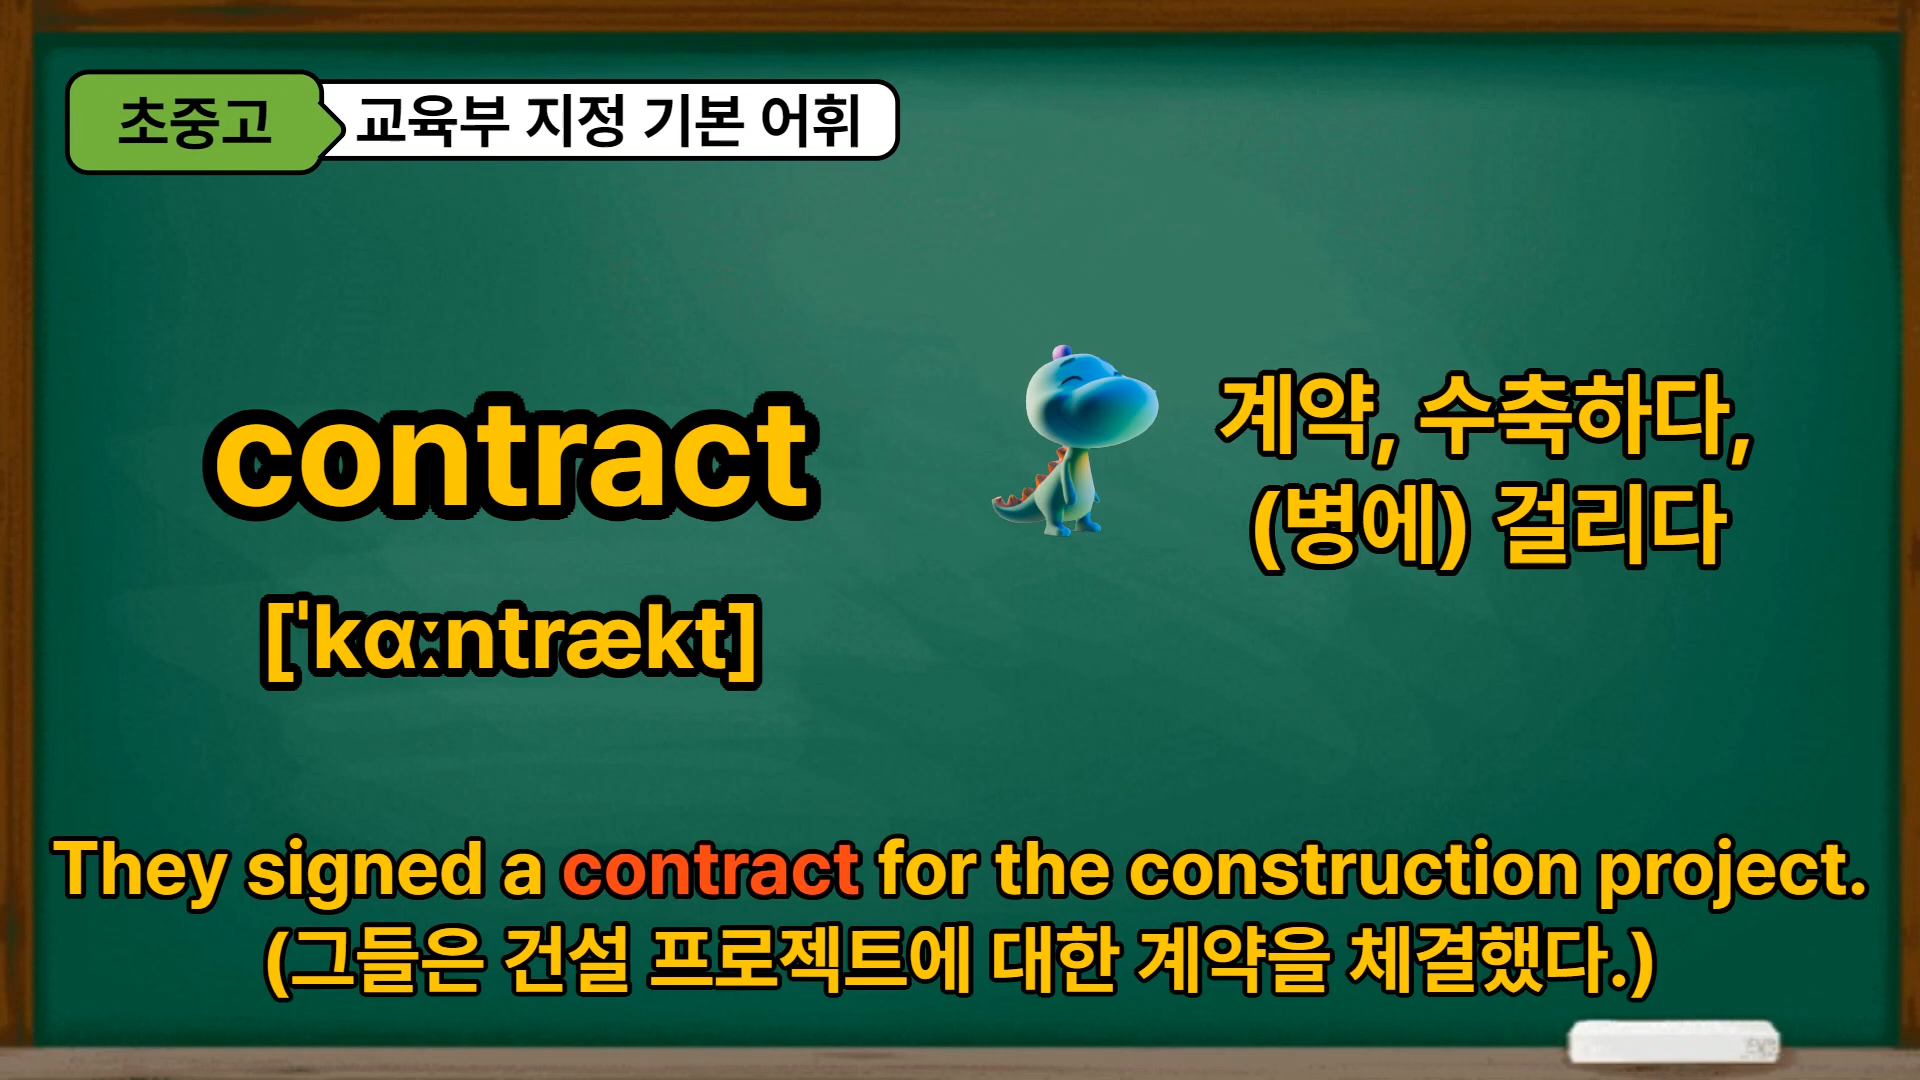 초중고 교육부 지정 기본 어휘
contract
[ˈkɑːntrækt]
계약, 수축하다,
(병에) 걸리다
They signed a contract for the construction project.
(그들은 건설 프로젝트에 대한 계약을 체결했다.)